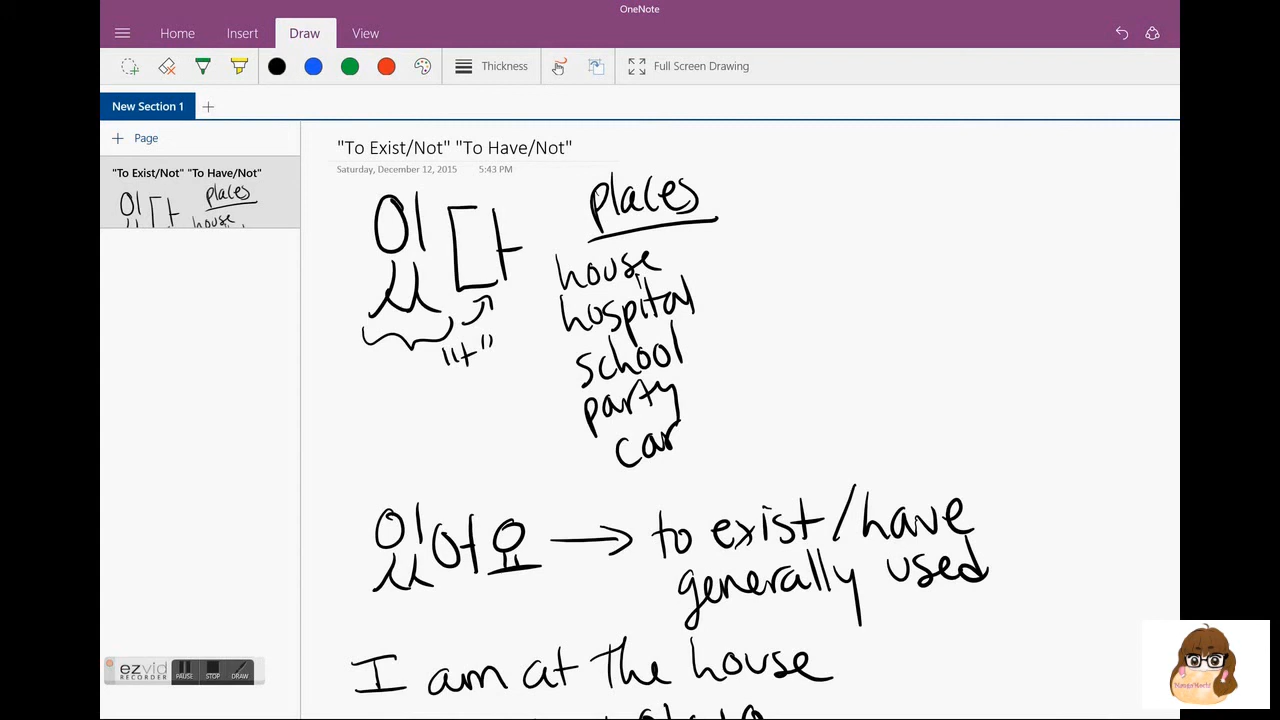 OneNote
Home Insert Draw View
Thickness Full Screen Drawing
New Section 1
Page
"To Exist/Not" "To Have/Not"
"To Exist/Not" "To Have/Not"
Saturday, December 12, 2015 5:43 PM
있다
"ㅆ"
places
house
hospital
school
party
car
있어요 → to exist/have
generally used
I am at the house
ezvid
RECORDER
PAUSE STOP DRAW